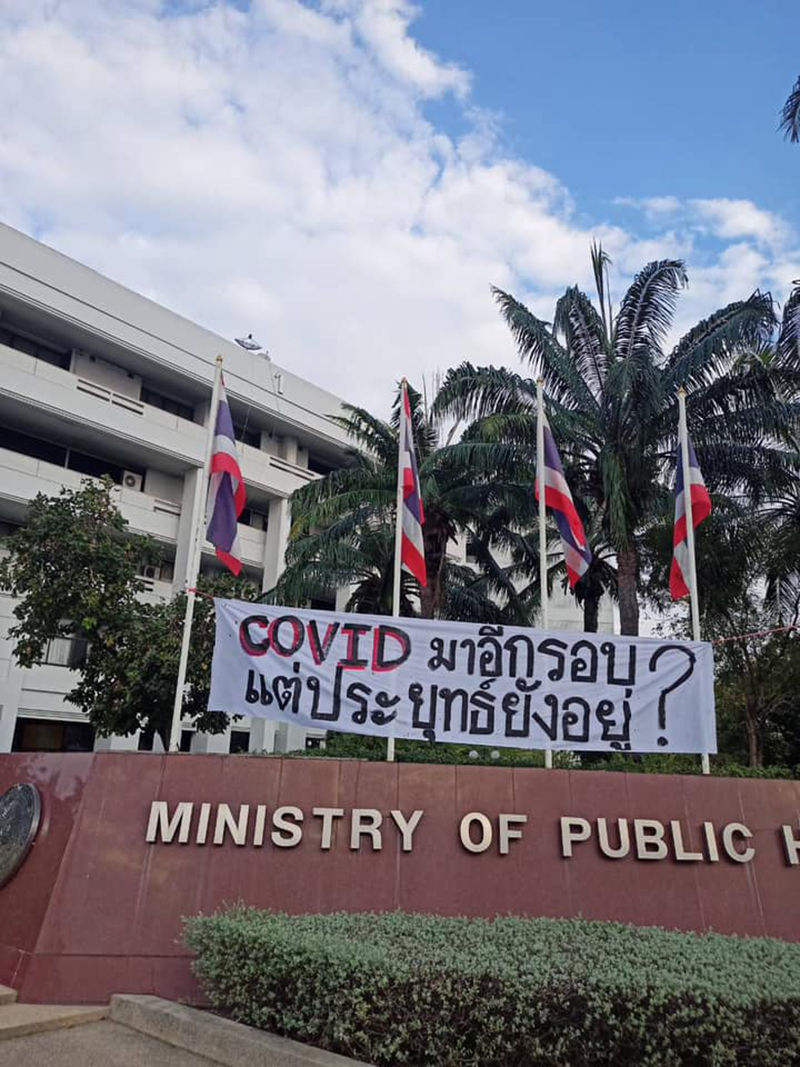 COVID มาอีกรอบ
แต่ประยุทธ์ยังอยู่?
MINISTRY OF PUBLIC H